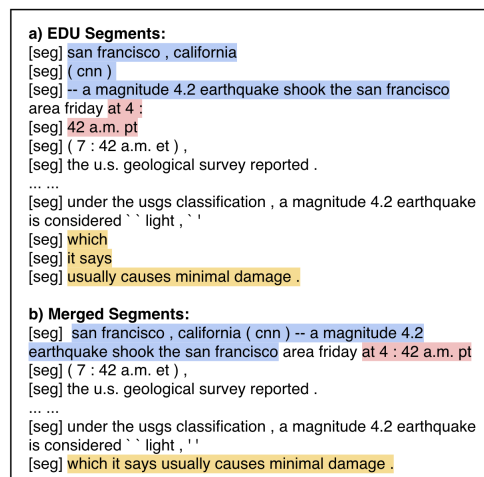 a) EDU Segments:
[seg] san francisco , california
[seg] ( cnn )
[seg] -- a magnitude 4.2 earthquake shook the san francisco
area friday at 4 :
[seg] 42 a.m. pt
[seg] ( 7 : 42 a.m. et ) ,
[seg] the u.s. geological survey reported .
... ...
[seg] under the usgs classification , a magnitude 4.2 earthquake
is considered ` ` light , ` '
[seg] which
[seg] it says
[seg] usually causes minimal damage .
b) Merged Segments:
[seg] san francisco , california ( cnn ) -- a magnitude 4.2
earthquake shook the san francisco area friday at 4 : 42 a.m. pt
[seg] ( 7 : 42 a.m. et ) ,
[seg] the u.s. geological survey reported .
... ...
[seg] under the usgs classification , a magnitude 4.2 earthquake
is considered ` ` light , ' '
[seg] which it says usually causes minimal damage .